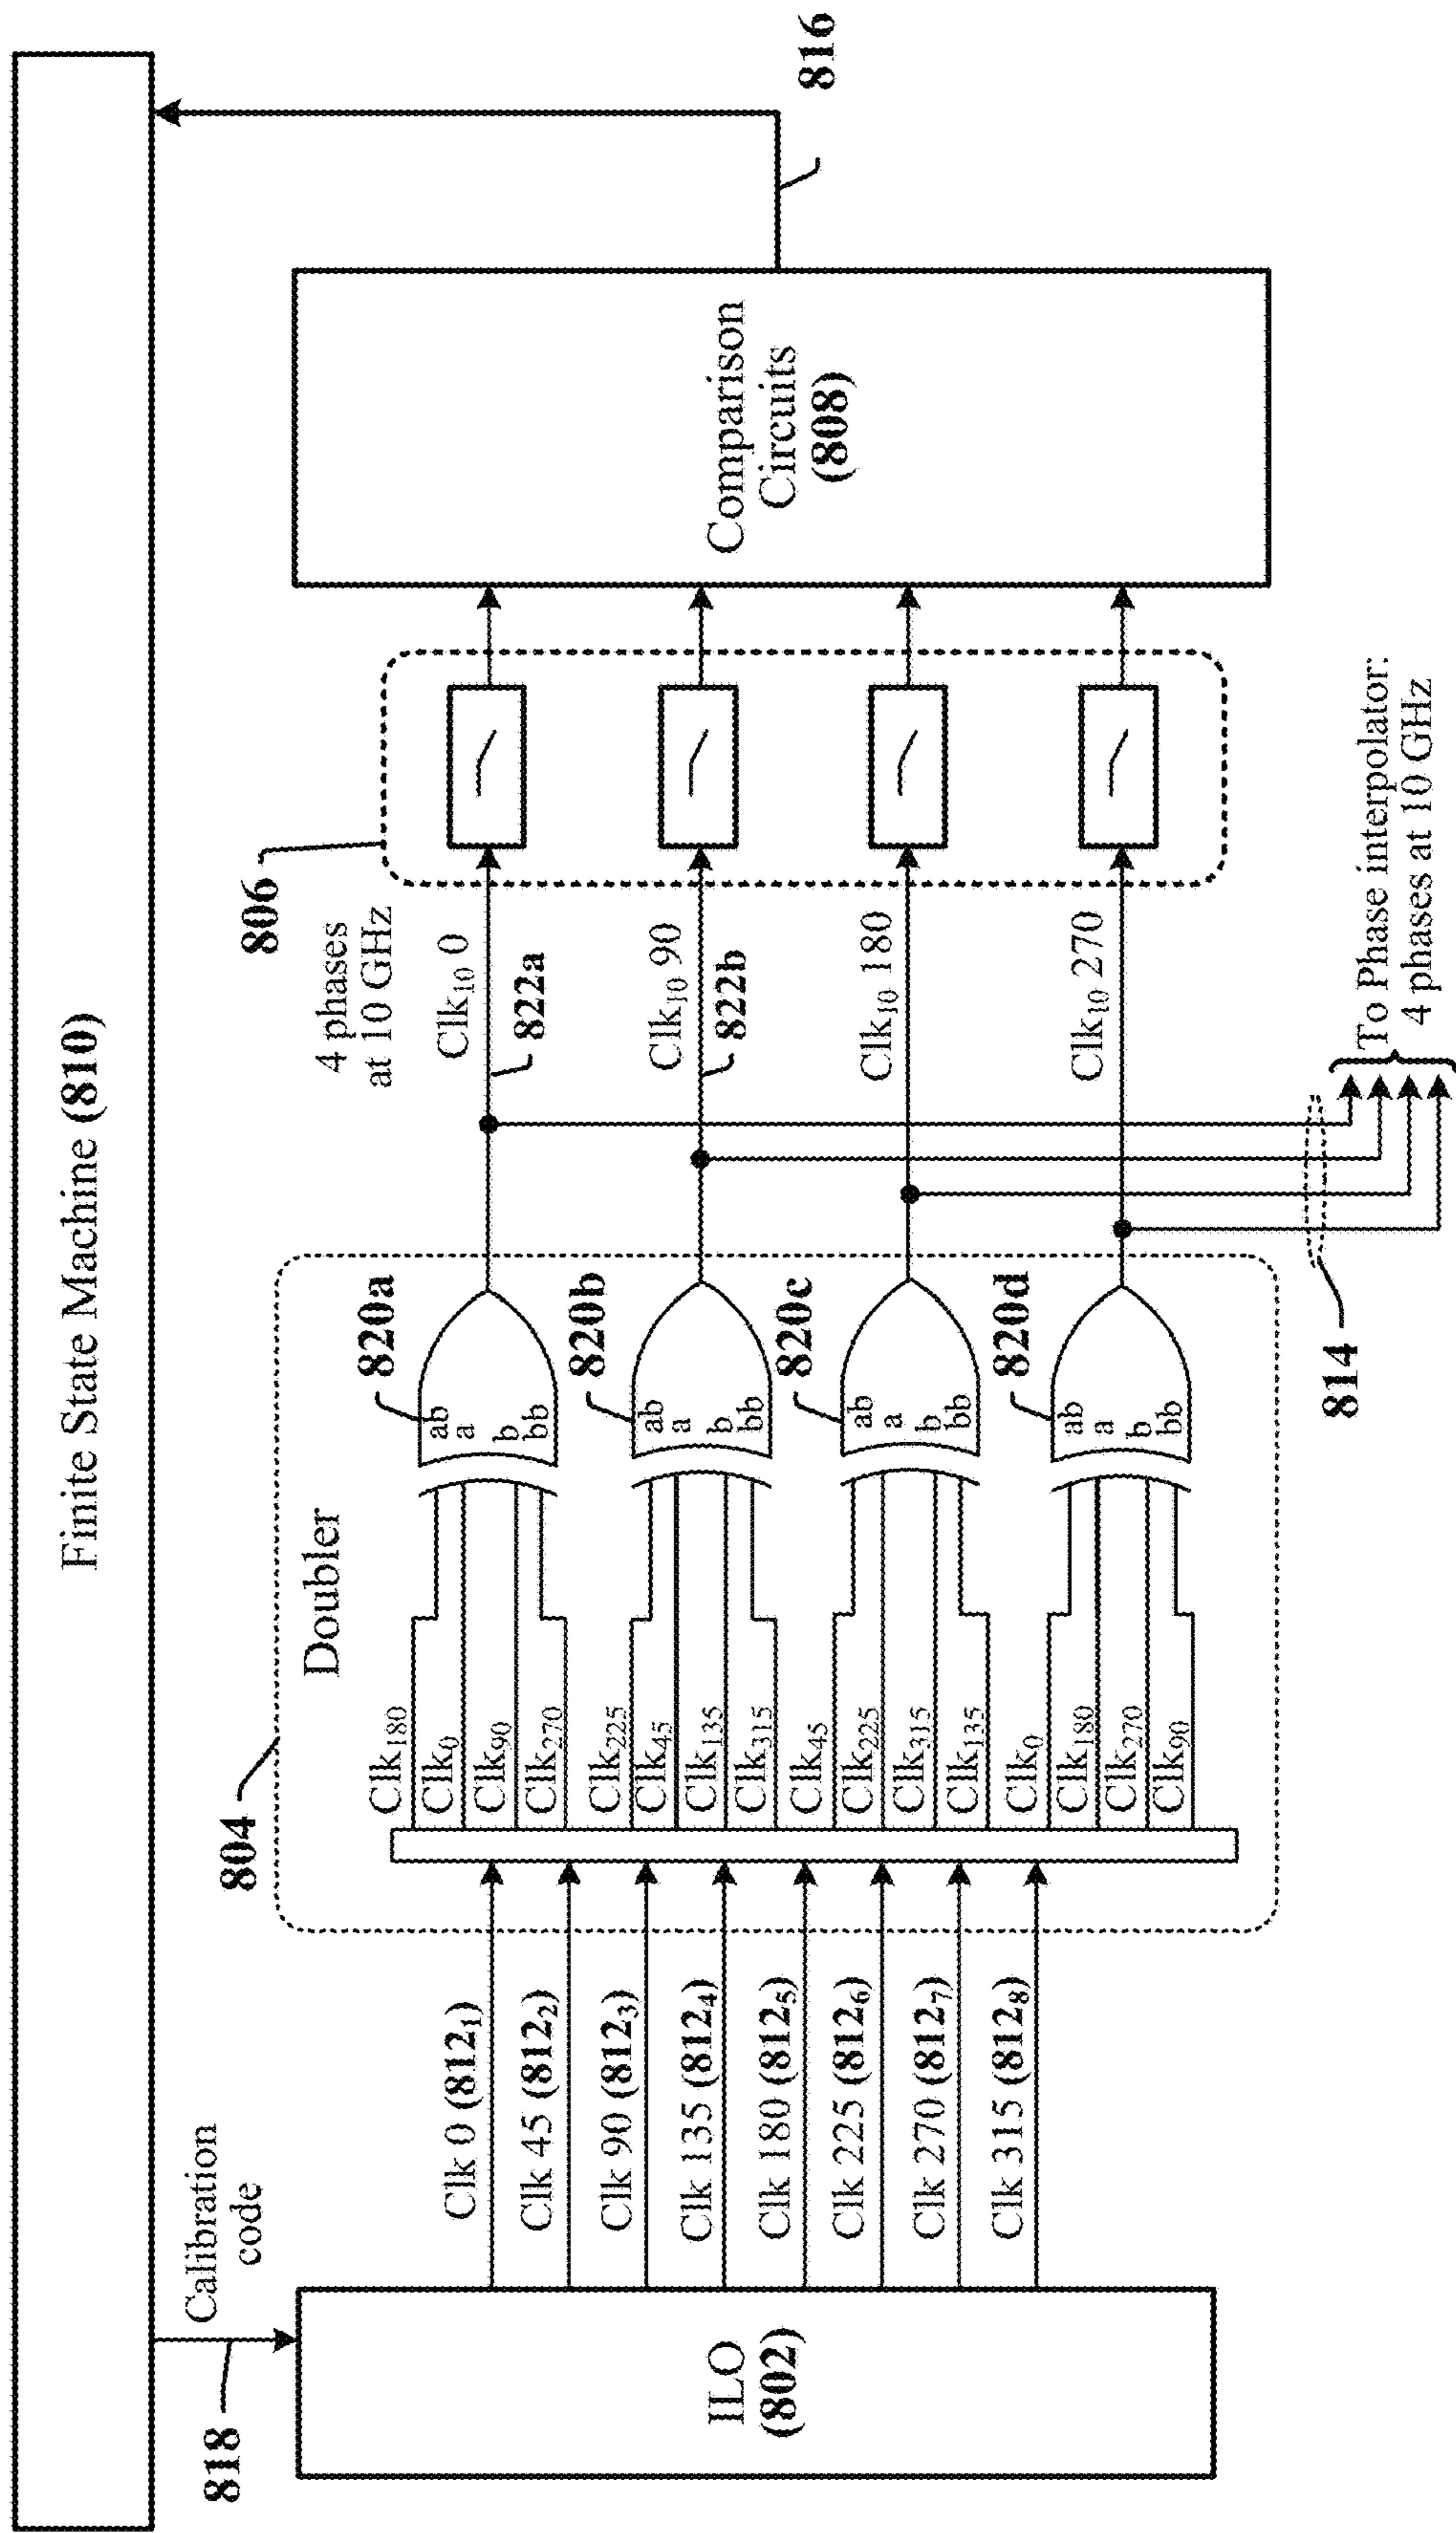 Finite State Machine (810)
818
Calibration
code
ILO
(802)
Clk 0 (812₁)
Clk 45 (812₂)
Clk 90 (812₃)
Clk 135 (812₄)
Clk 180 (812₅)
Clk 225 (812₆)
Clk 270 (812₇)
Clk 315 (812₈)
804
Doubler
Clk₁₈₀
Clk₀
Clk₉₀
Clk₂₇₀
Clk₂₂₅
Clk₄₅
Clk₁₃₅
Clk₃₁₅
Clk₄₅
Clk₂₂₅
Clk₃₁₅
Clk₁₃₅
Clk₀
Clk₁₈₀
Clk₂₇₀
Clk₉₀
820a
ab
a
b
bb
820b
ab
a
b
bb
820c
ab
a
b
bb
820d
ab
a
b
bb
814
4 phases
at 10 GHz
Clk₁₀ 0
822a
Clk₁₀ 90
822b
Clk₁₀ 180
Clk₁₀ 270
To Phase interpolator:
4 phases at 10 GHz
806
Comparison
Circuits
(808)
816